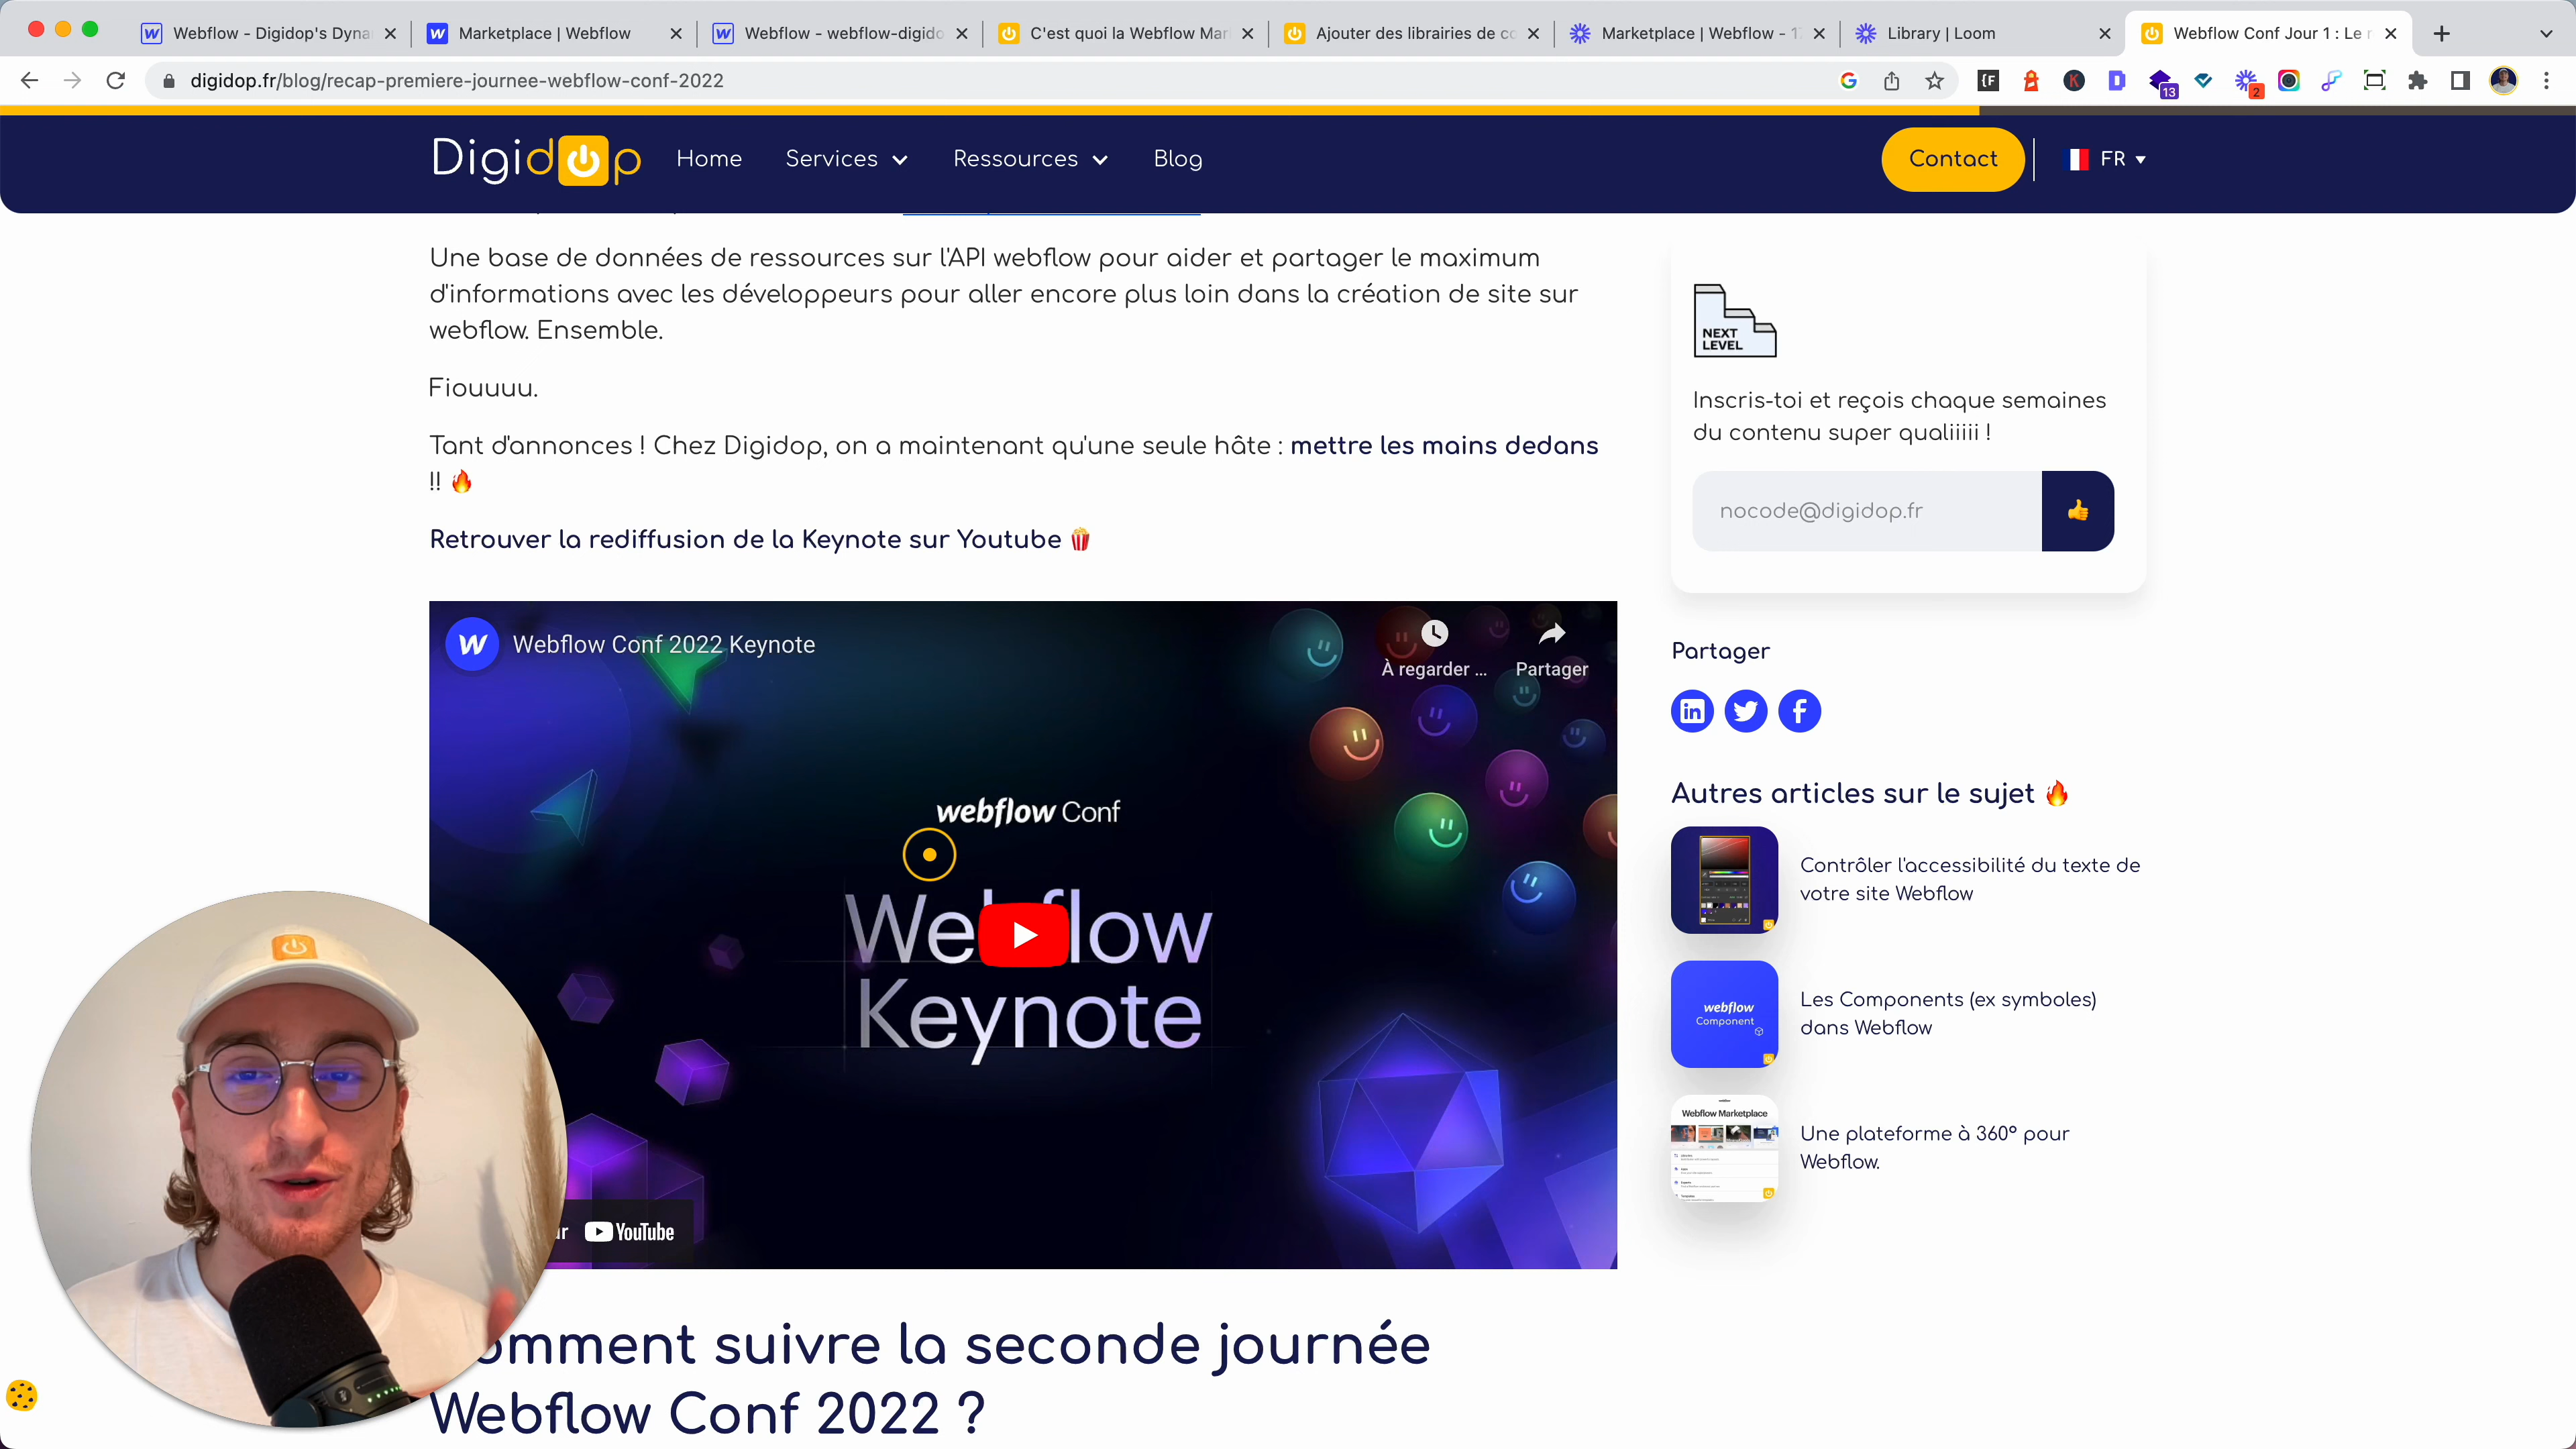 Webflow - Digidop's Dyna
Marketplace | Webflow
Webflow - webflow-digido
C'est quoi la Webflow Mar
Ajouter des librairies de co
Marketplace | Webflow - 1
Library | Loom
Webflow Conf Jour 1 : Le r
digidop.fr/blog/recap-premiere-journee-webflow-conf-2022
13
2
Digidop
Home
Services
Ressources
Blog
Contact
FR
Une base de données de ressources sur l'API webflow pour aider et partager le maximum
d'informations avec les développeurs pour aller encore plus loin dans la création de site sur
webflow. Ensemble.
Fiouuuu.
Tant d'annonces ! Chez Digidop, on a maintenant qu'une seule hâte : mettre les mains dedans
!! 🔥
Retrouver la rediffusion de la Keynote sur Youtube 🍿
Webflow Conf 2022 Keynote
À regarder ...
Partager
webflow Conf
Webflow
Keynote
YouTube
Comment suivre la seconde journée
Webflow Conf 2022 ?
NEXT
LEVEL
Inscris-toi et reçois chaque semaines
du contenu super qualiiiii !
nocode@digidop.fr
Partager
Autres articles sur le sujet 🔥
Contrôler l'accessibilité du texte de
votre site Webflow
webflow
Component
Les Components (ex symboles)
dans Webflow
Webflow Marketplace
Une plateforme à 360° pour
Webflow.